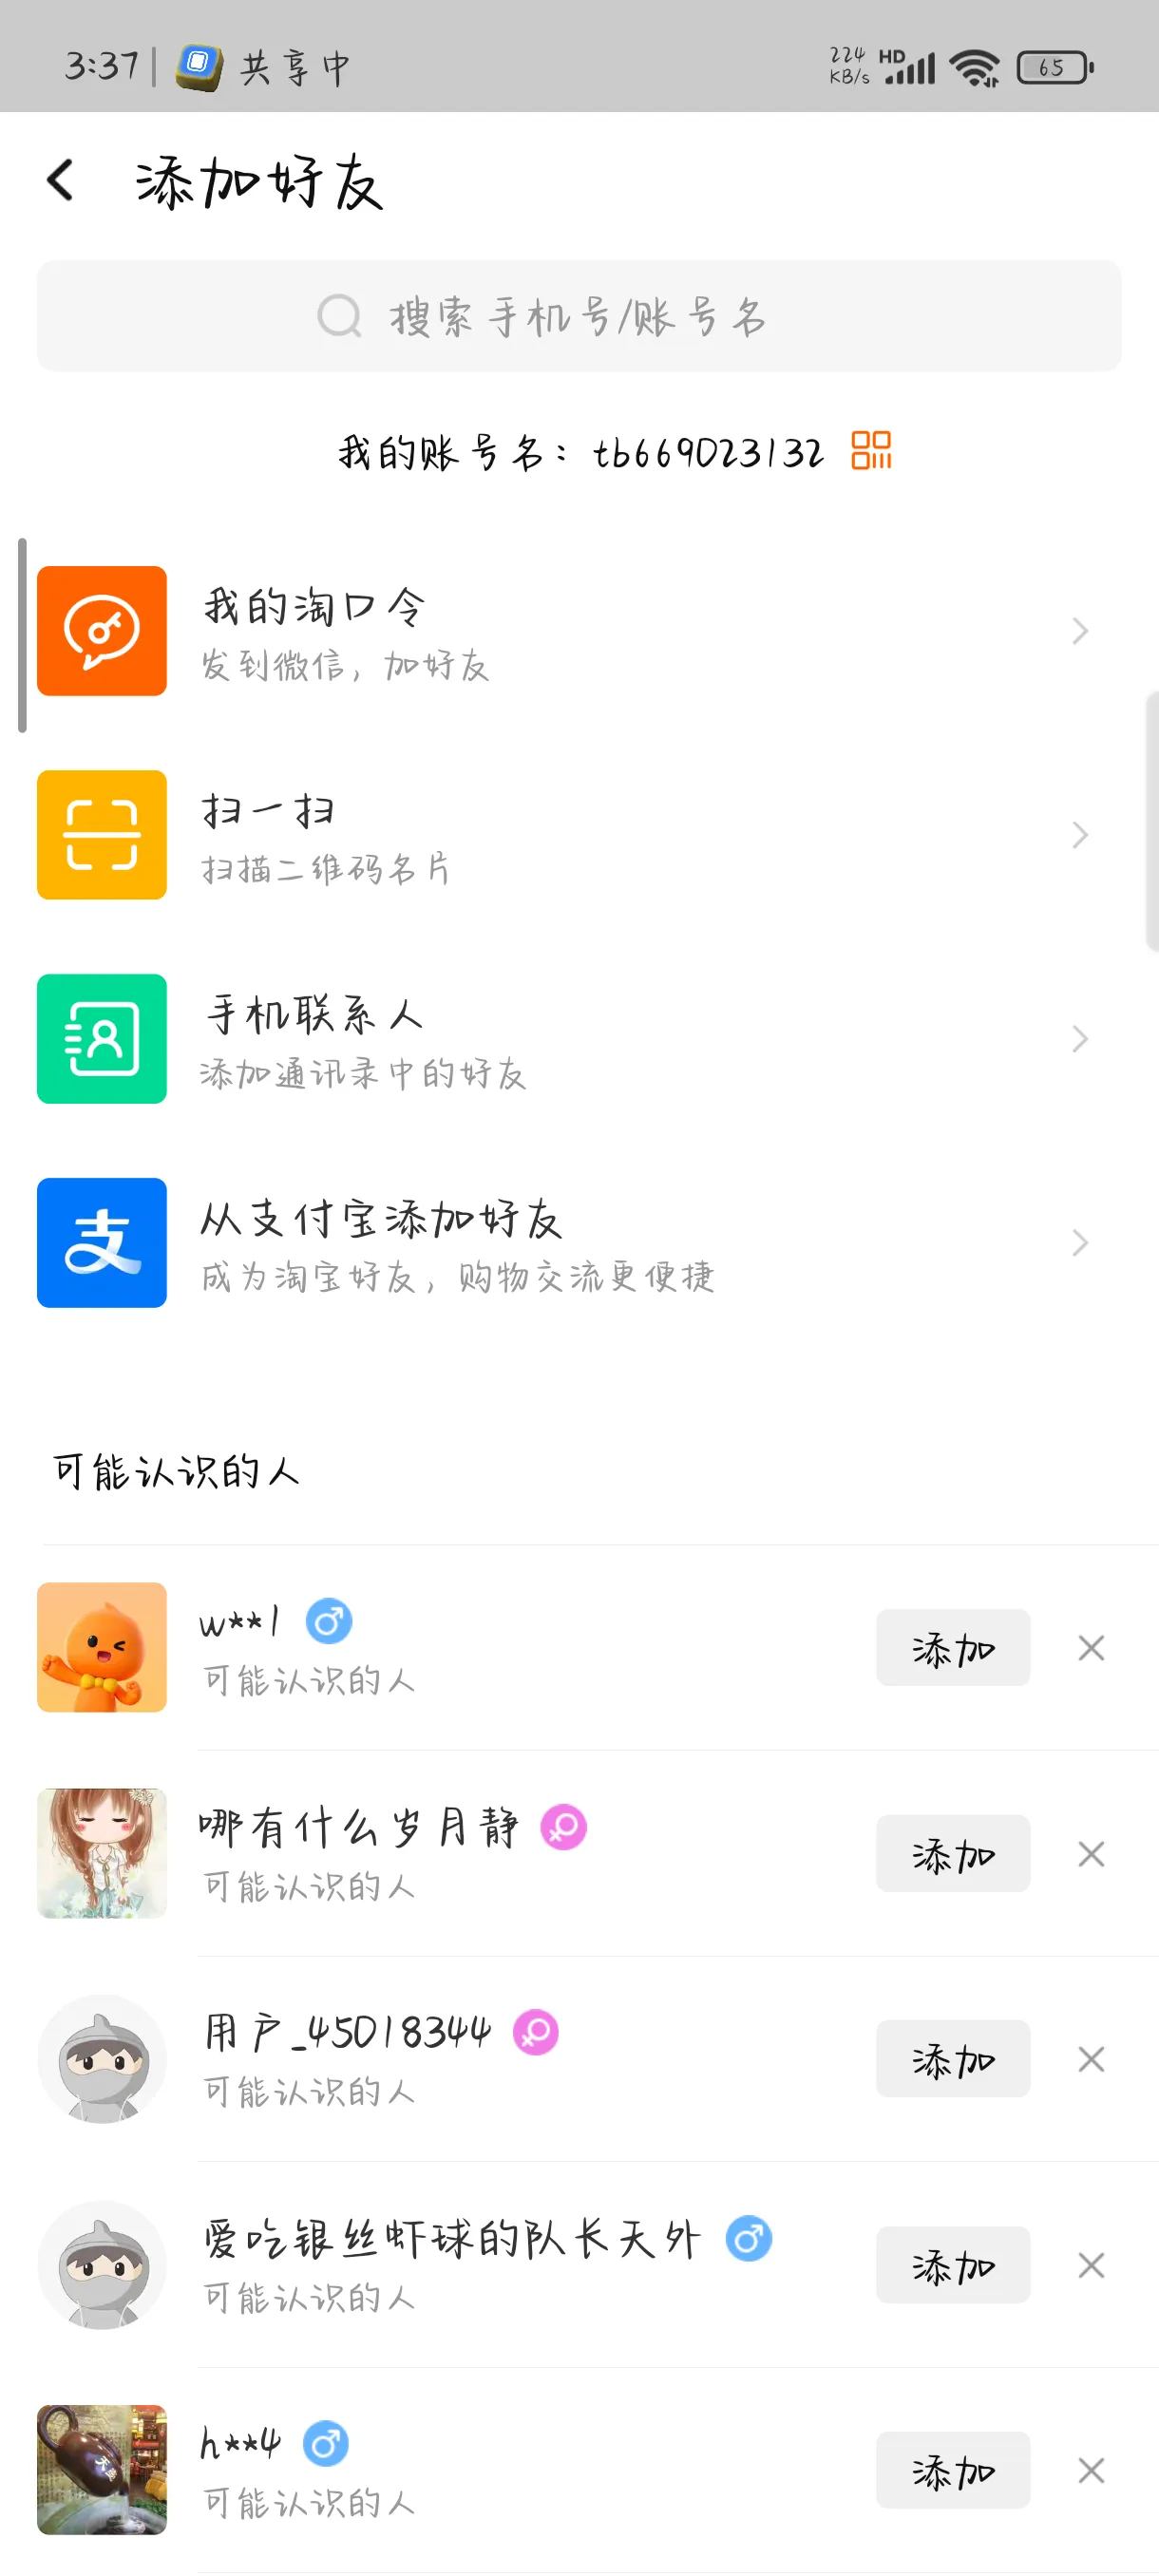 3:37
共享中
224 KB/s
HD
65
添加好友
搜索手机号/账号名
我的账号名：tb669023132
我的淘口令
发到微信，加好友
扫一扫
扫描二维码名片
手机联系人
添加通讯录中的好友
支
从支付宝添加好友
成为淘宝好友，购物交流更便捷
可能认识的人
w**1
添加
可能认识的人
哪有什么岁月静
添加
可能认识的人
用户_45018344
添加
可能认识的人
爱吃银丝虾球的队长天外
添加
可能认识的人
h**4
添加
可能认识的人